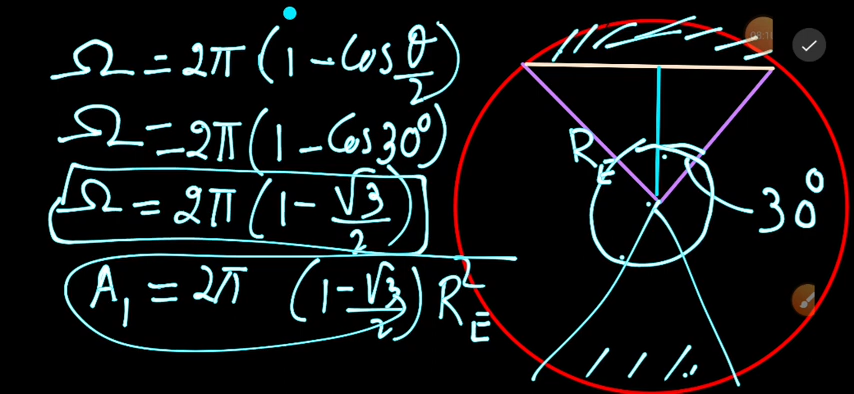 Ω = 2π (1 - Cos θ/2)
Ω = 2π (1 - Cos 30°)
Ω = 2π (1 - √3/2)
A₁ = 2π (1 - √3/2) R_E²
R
30°